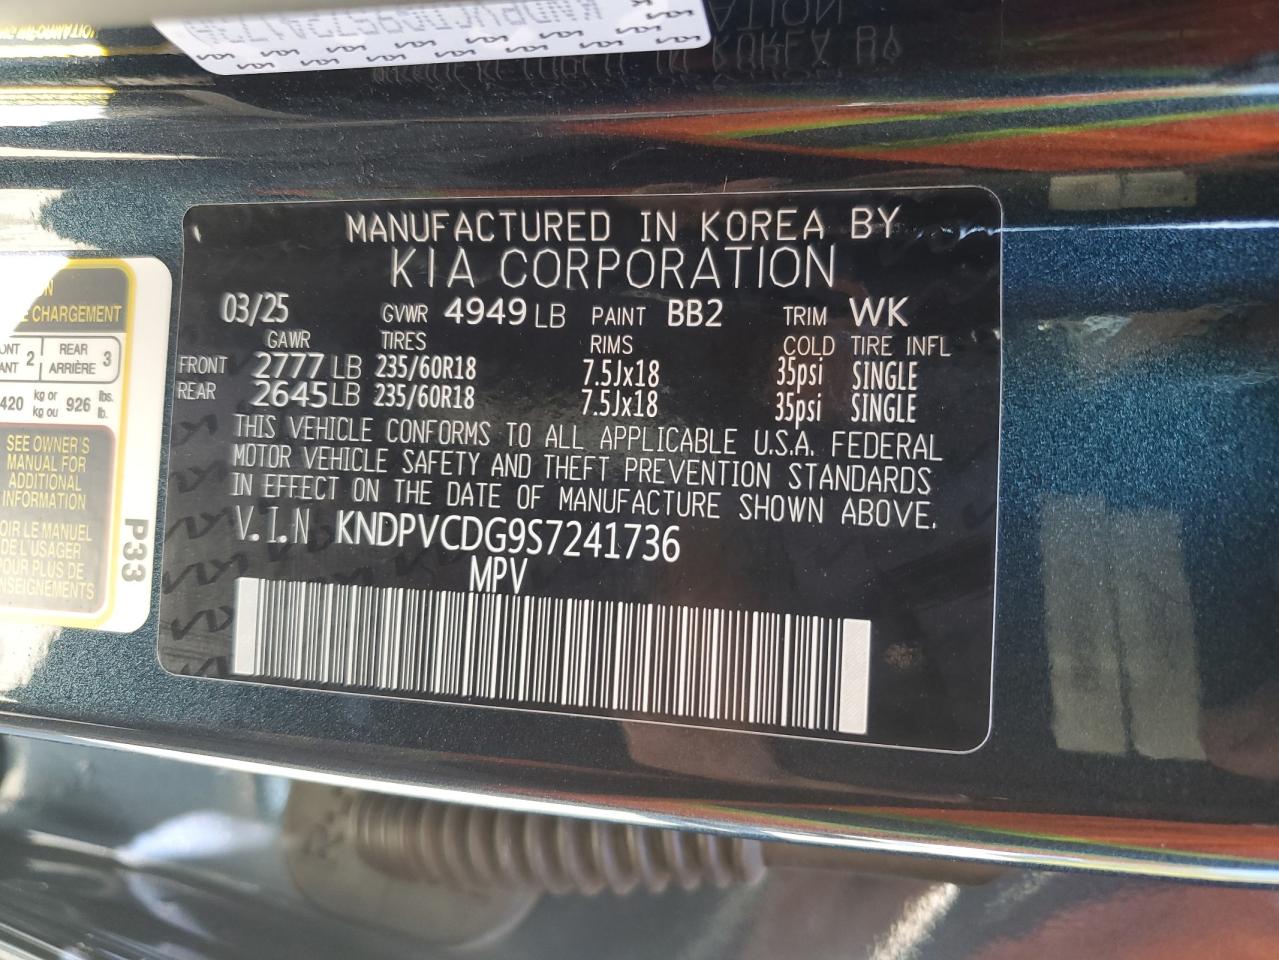 MANUFACTURED IN KOREA BY
KIA CORPORATION
03/25 GVWR 4949 LB PAINT BB2 TRIM WK
GAWR TIRES RIMS COLD TIRE INFL
FRONT 2777 LB 235/60R18 7.5Jx18 35psi SINGLE
REAR 2645 LB 235/60R18 7.5Jx18 35psi SINGLE
THIS VEHICLE CONFORMS TO ALL APPLICABLE U.S.A. FEDERAL
MOTOR VEHICLE SAFETY AND THEFT PREVENTION STANDARDS
IN EFFECT ON THE DATE OF MANUFACTURE SHOWN ABOVE.
V.I.N KNDPVCDG9S7241736
MPV
CHARGEMENT
2 REAR 3
ARRIÈRE
420 kg or 926 lbs.
kg ou lb.
SEE OWNER'S
MANUAL FOR
ADDITIONAL
INFORMATION
LE MANUEL
DE L'USAGER
POUR PLUS DE
P33